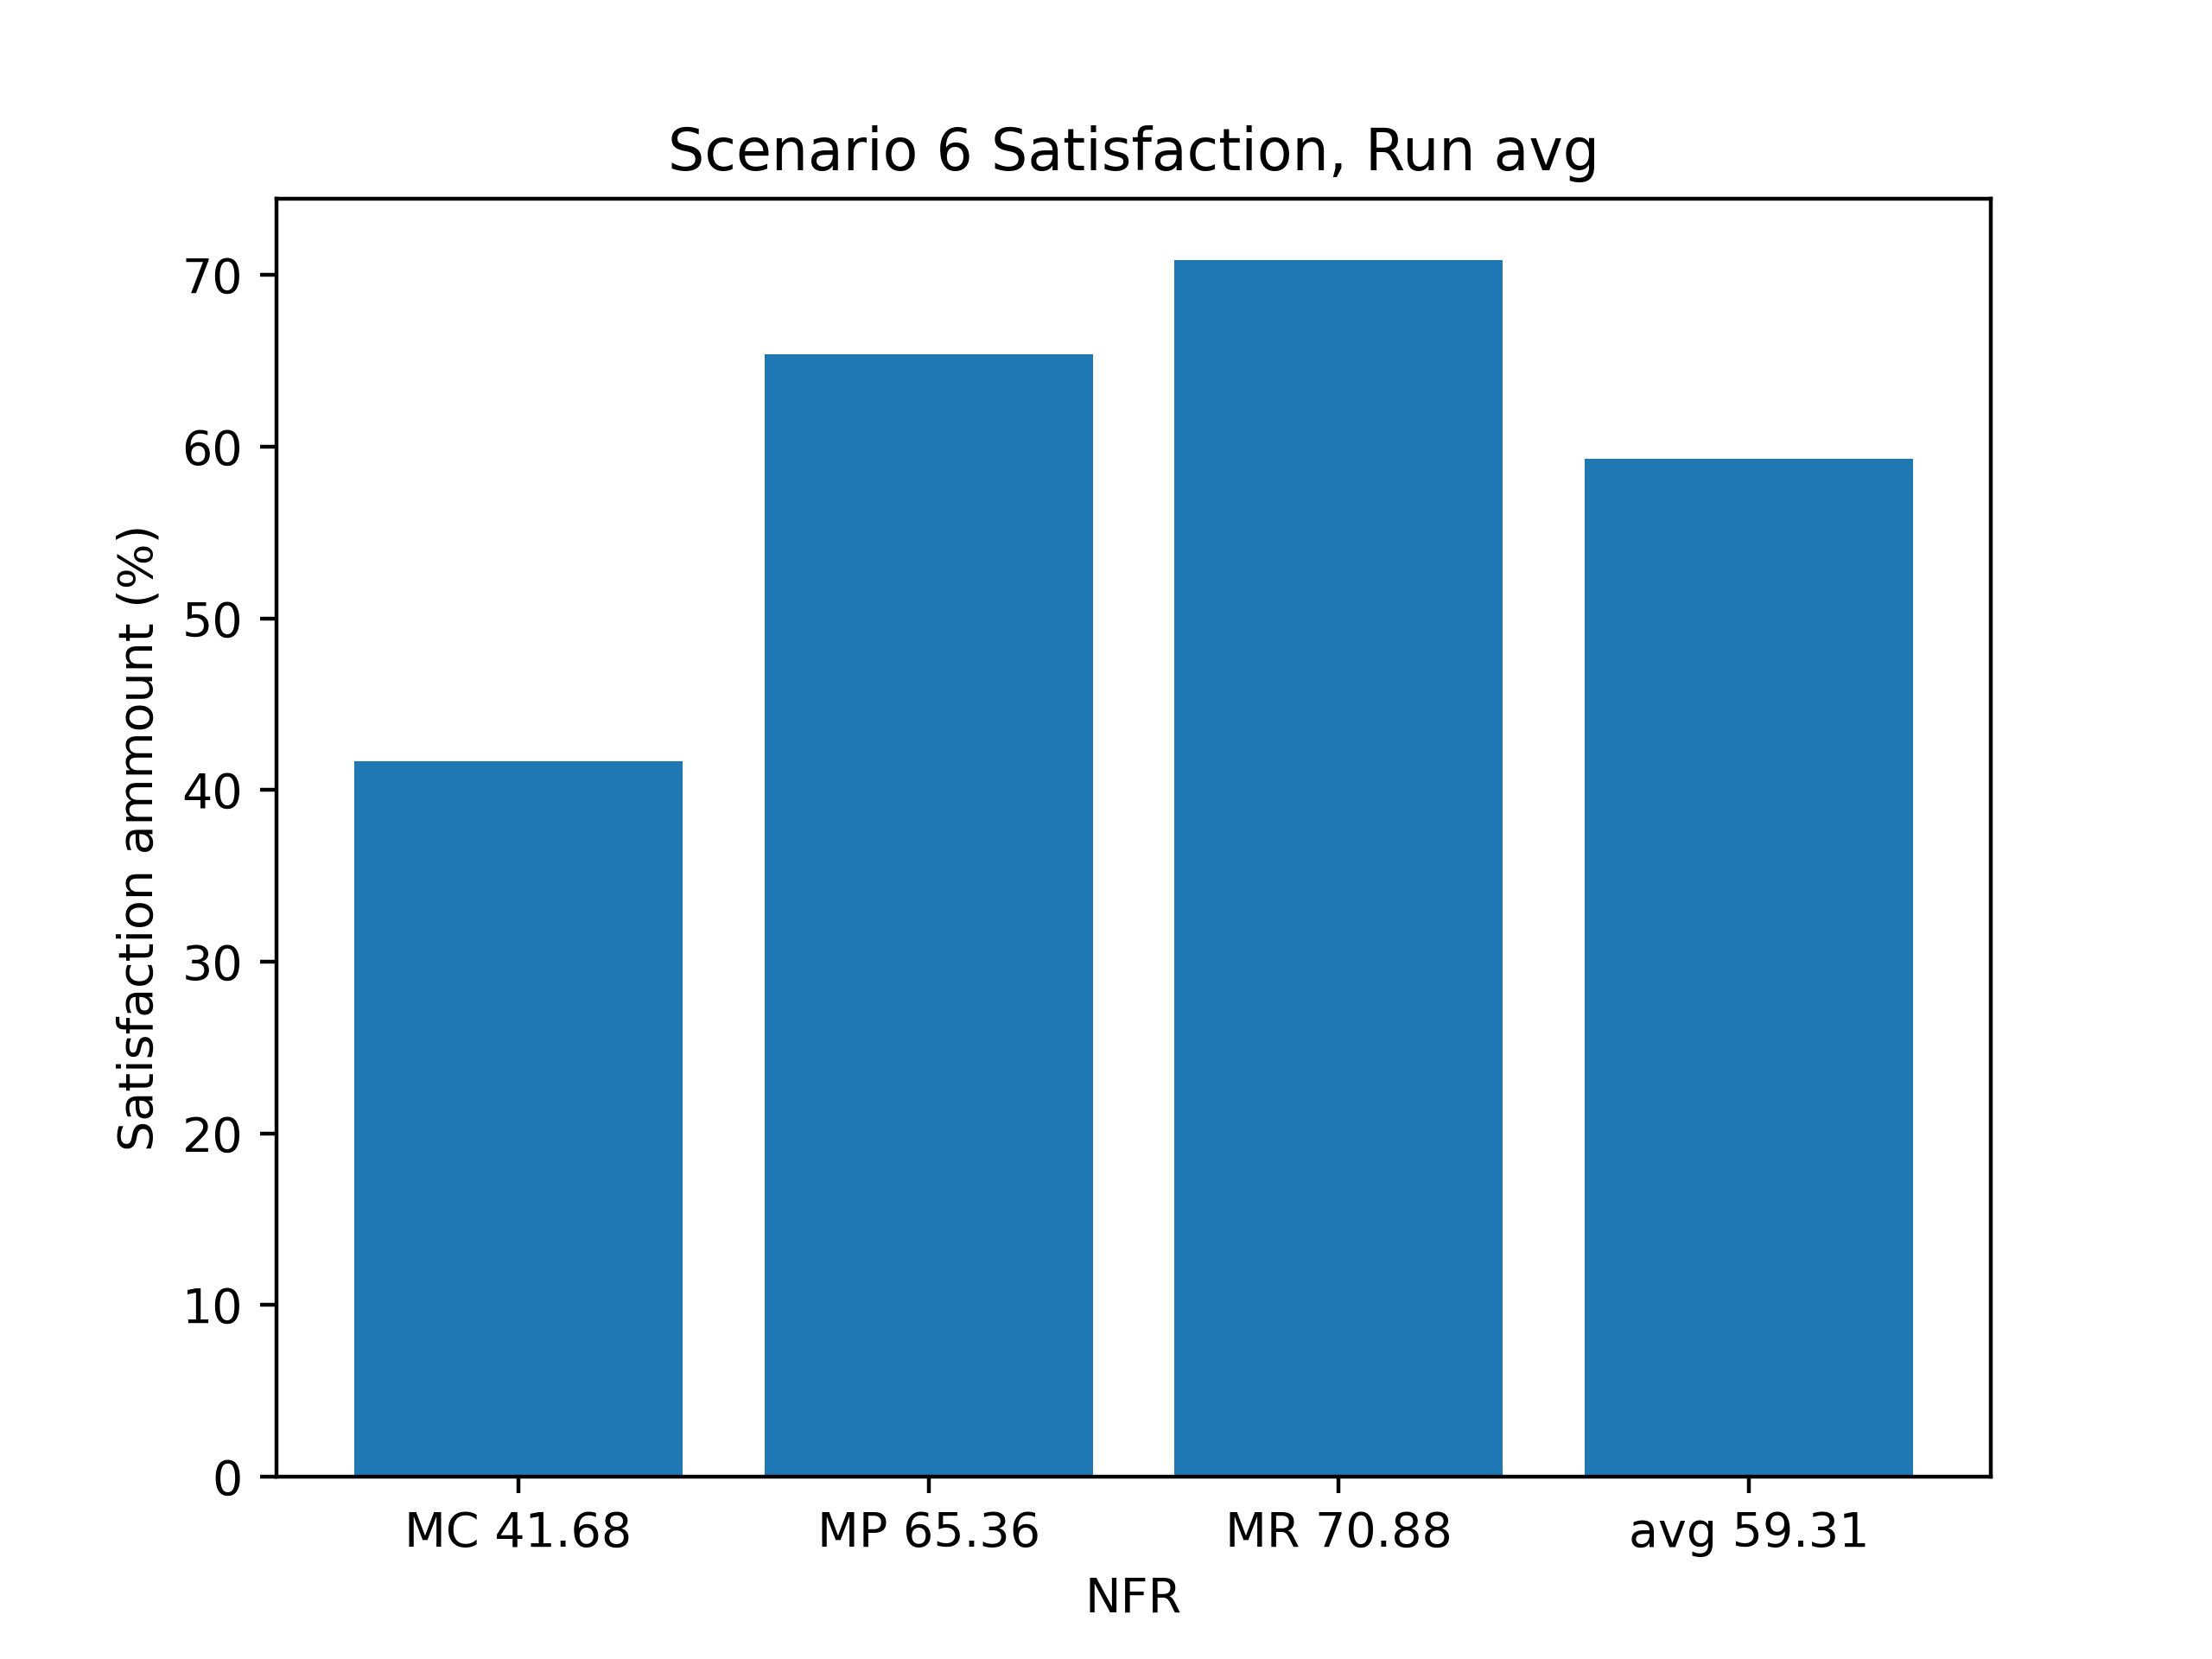 Scenario 6 Satisfaction, Run avg
Satisfaction ammount (%)
70
60
50
40
30
20
10
0
MC 41.68
MP 65.36
MR 70.88
avg 59.31
NFR